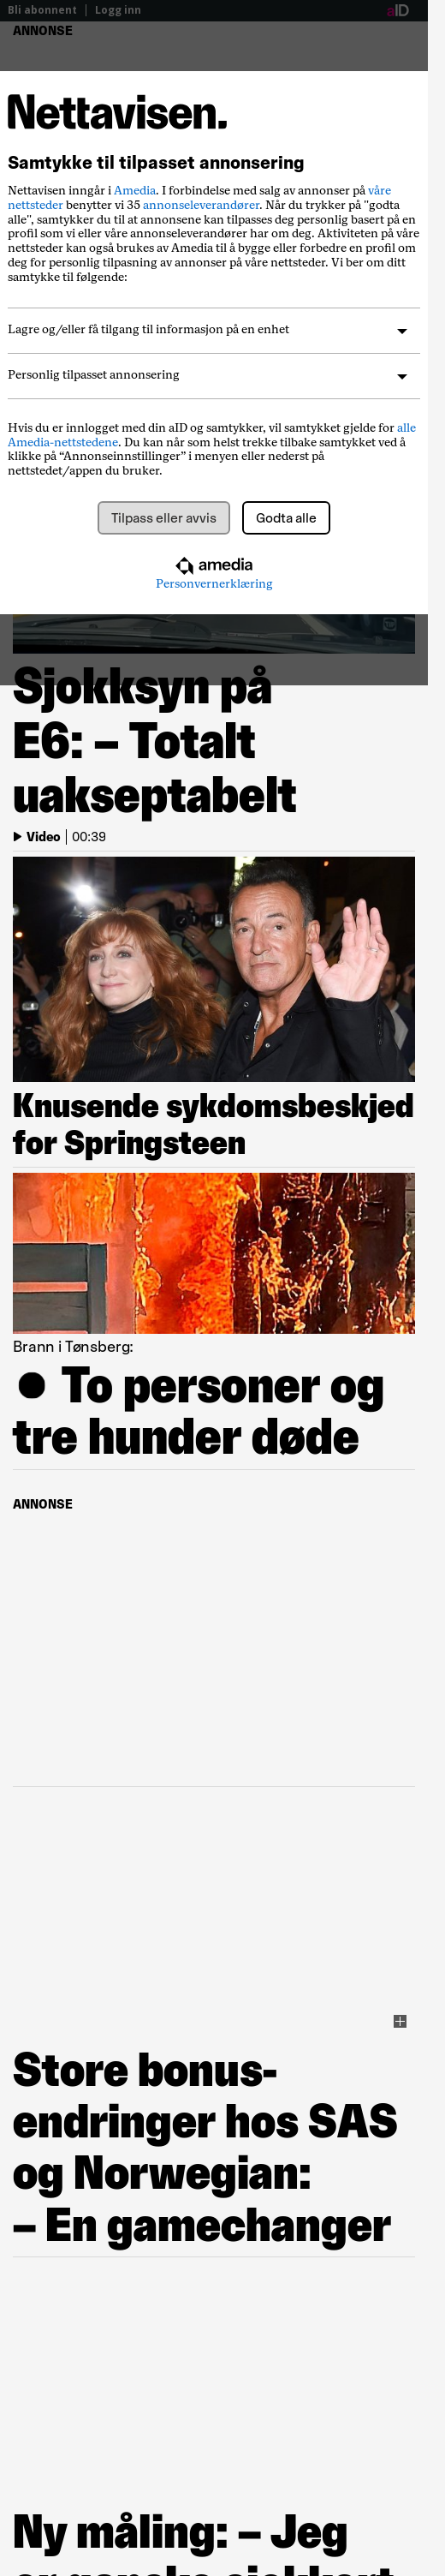 Bli abonnent | Logg inn
aID
ANNONSE
Nettavisen.
Samtykke til tilpasset annonsering
Nettavisen inngår i Amedia. I forbindelse med salg av annonser på våre
nettsteder benytter vi 35 annonseleverandører. Når du trykker på "godta
alle", samtykker du til at annonsene kan tilpasses deg personlig basert på en
profil som vi eller våre annonseleverandører har om deg. Aktiviteten på våre
nettsteder kan også brukes av Amedia til å bygge eller forbedre en profil om
deg for personlig tilpasning av annonser på våre nettsteder. Vi ber om ditt
samtykke til følgende:
Lagre og/eller få tilgang til informasjon på en enhet
Personlig tilpasset annonsering
Hvis du er innlogget med din aID og samtykker, vil samtykket gjelde for alle
Amedia-nettstedene. Du kan når som helst trekke tilbake samtykket ved å
klikke på “Annonseinnstillinger” i menyen eller nederst på
nettstedet/appen du bruker.
Tilpass eller avvis
Godta alle
amedia
Personvernerklæring
Sjokksyn på
E6: – Totalt
uakseptabelt
Video | 00:39
Knusende sykdomsbeskjed
for Springsteen
Brann i Tønsberg:
● To personer og
tre hunder døde
ANNONSE
Store bonus-
endringer hos SAS
og Norwegian:
– En gamechanger
Ny måling: – Jeg
er ganske sjokkert